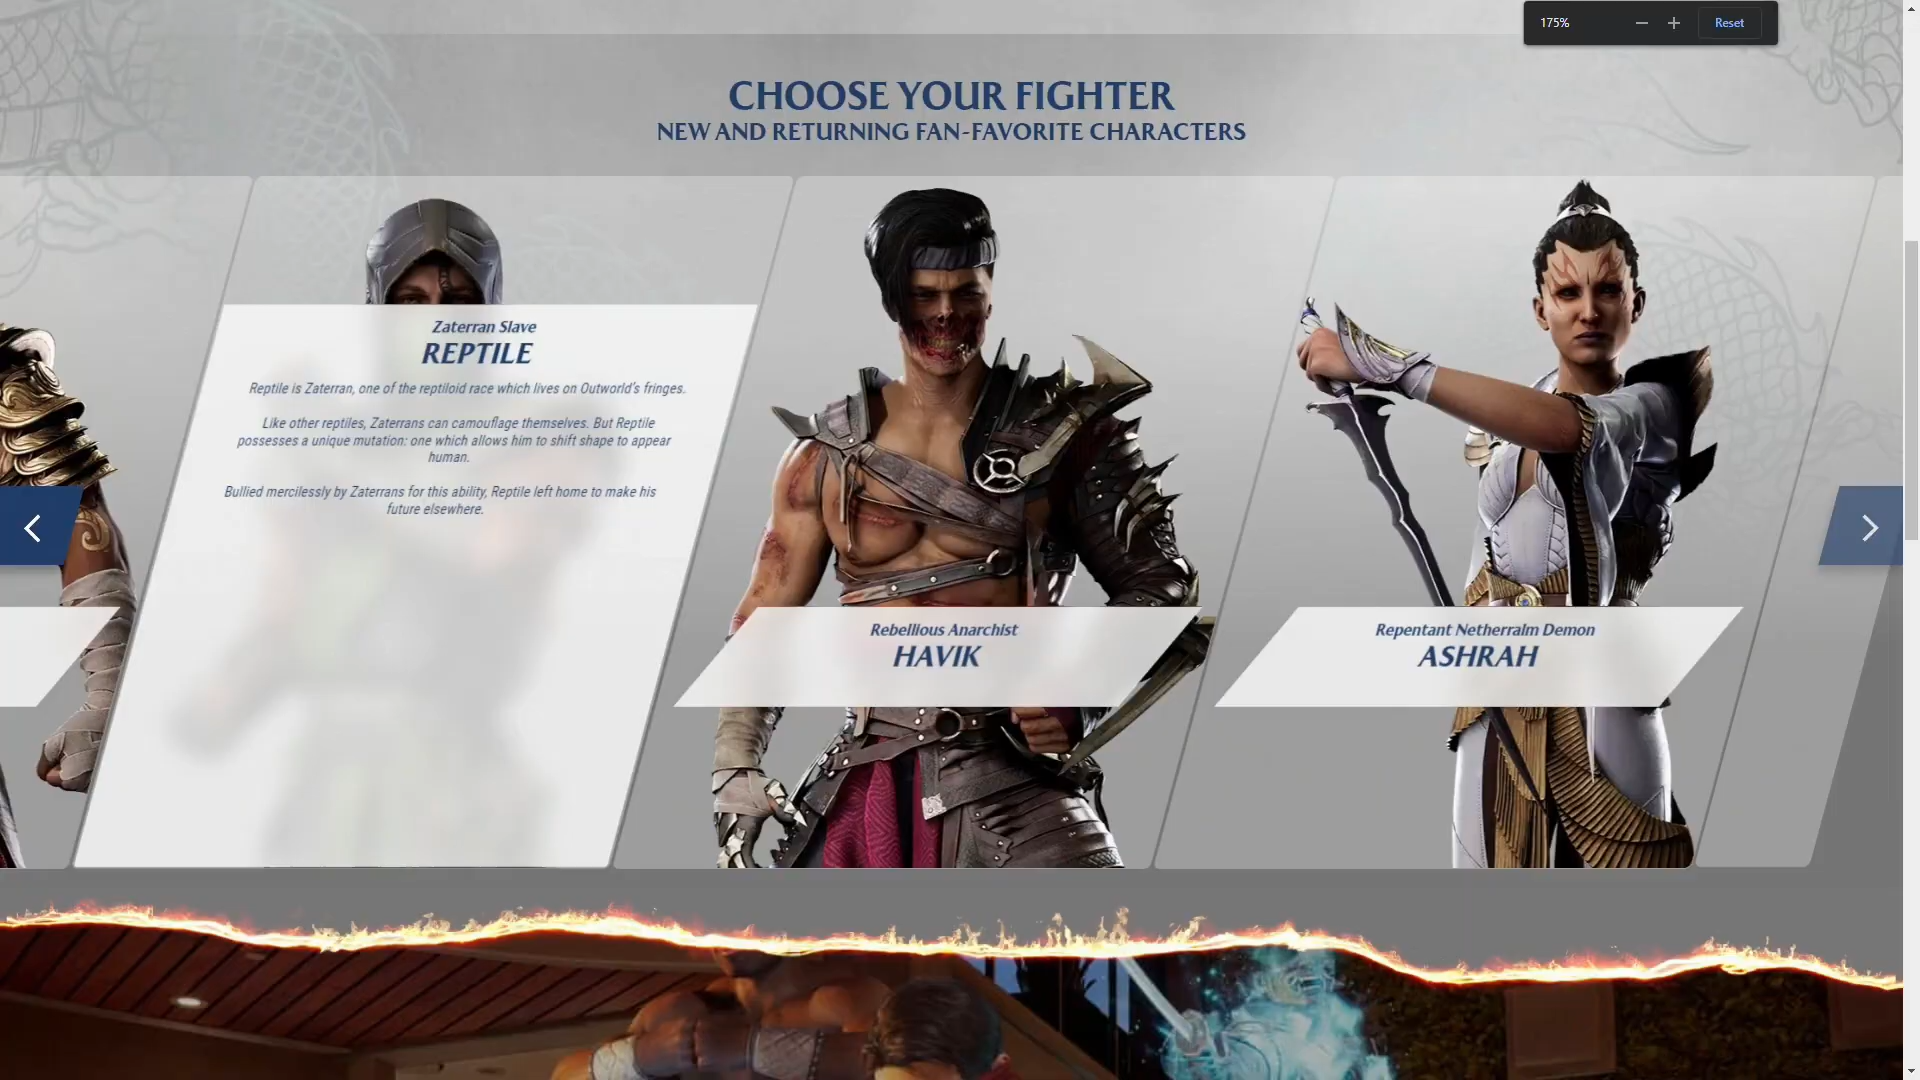 175%
Reset
CHOOSE YOUR FIGHTER
NEW AND RETURNING FAN-FAVORITE CHARACTERS
Zaterran Slave
REPTILE
Reptile is Zaterran, one of the reptiloid race which lives on Outworld's fringes.
Like other reptiles, Zaterrans can camouflage themselves. But Reptile
possesses a unique mutation: one which allows him to shift shape to appear
human.
Bullied mercilessly by Zaterrans for this ability, Reptile left home to make his
future elsewhere.
Rebellious Anarchist
HAVIK
Repentant Netherralm Demon
ASHRAH